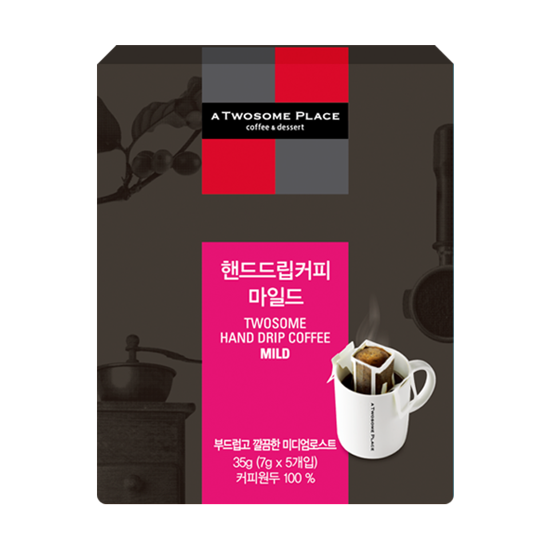 A TWOSOME PLACE
coffee & dessert
핸드드립커피
마일드
TWOSOME
HAND DRIP COFFEE
MILD
A TWOSOME PLACE
부드럽고 깔끔한 미디엄로스트
35g (7g x 5개입)
커피원두 100 %